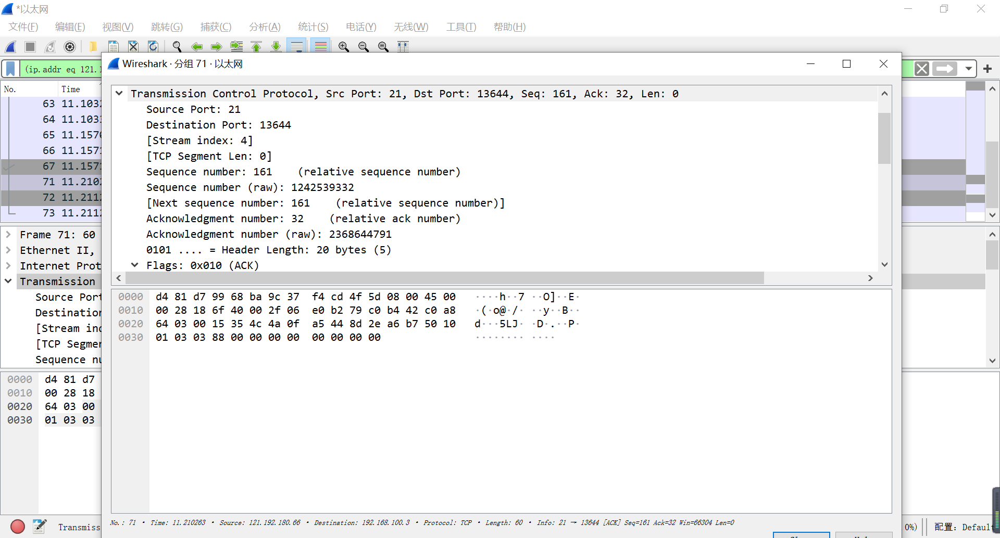 *以太网
文件(F) 编辑(E) 视图(V) 跳转(G) 捕获(C) 分析(A) 统计(S) 电话(Y) 无线(W) 工具(T) 帮助(H)
(ip.addr eq 121.
No. Time
63 11.103
64 11.103
65 11.157
66 11.157
67 11.157
71 11.210
72 11.211
73 11.211
Frame 71: 60
Ethernet II,
Internet Prot
Transmission
Source Port
Destination
[Stream ind
[TCP Segmen
Sequence nu
0000 d4 81 d7
0010 00 28 18
0020 64 03 00
0030 01 03 03
Transmiss
Wireshark · 分组 71 · 以太网
Transmission Control Protocol, Src Port: 21, Dst Port: 13644, Seq: 161, Ack: 32, Len: 0
Source Port: 21
Destination Port: 13644
[Stream index: 4]
[TCP Segment Len: 0]
Sequence number: 161 (relative sequence number)
Sequence number (raw): 1242539332
[Next sequence number: 161 (relative sequence number)]
Acknowledgment number: 32 (relative ack number)
Acknowledgment number (raw): 2368644791
0101 .... = Header Length: 20 bytes (5)
Flags: 0x010 (ACK)
0000 d4 81 d7 99 68 ba 9c 37 f4 cd 4f 5d 08 00 45 00 ····h··7 ··O]··E·
0010 00 28 18 6f 40 00 2f 06 e0 b2 79 c0 b4 42 c0 a8 ·(·o@·/· ··y··B··
0020 64 03 00 15 35 4c 4a 0f a5 44 8d 2e a6 b7 50 10 d···5LJ· ·D·.··P·
0030 01 03 03 88 00 00 00 00 00 00 00 00 ········ ····
No.: 71 · Time: 11.210263 · Source: 121.192.180.66 · Destination: 192.168.100.3 · Protocol: TCP · Length: 60 · Info: 21 → 13644 [ACK] Seq=161 Ack=32 Win=66304 Len=0
0%) 配置: Default